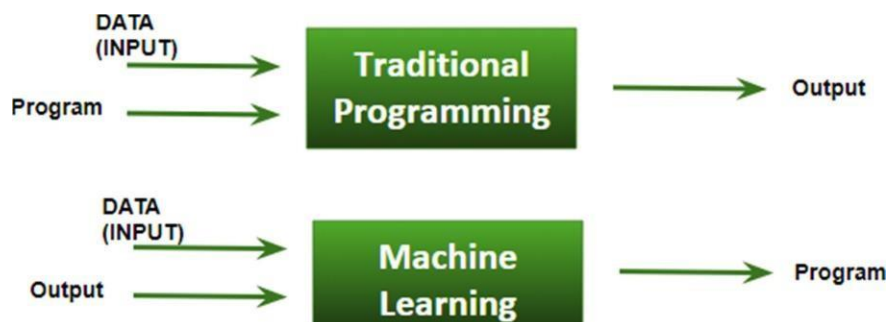 DATA
(INPUT)
Program
Traditional
Programming
Output
DATA
(INPUT)
Output
Machine
Learning
Program